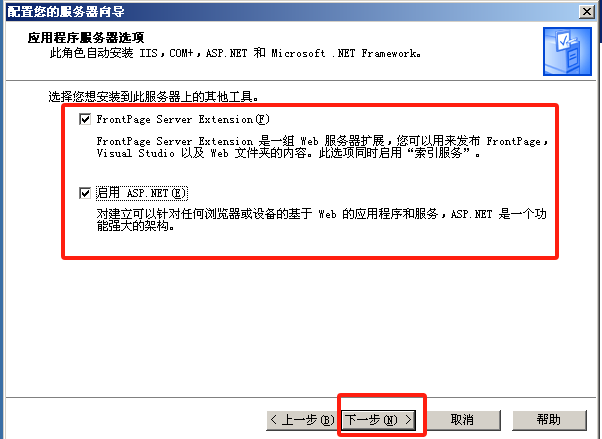 配置您的服务器向导
应用程序服务器选项
此角色自动安装 IIS，COM+，ASP.NET 和 Microsoft .NET Framework。
选择您想安装到此服务器上的其他工具。
FrontPage Server Extension(F)
FrontPage Server Extension 是一组 Web 服务器扩展，您可以用来发布 FrontPage，
Visual Studio 以及 Web 文件夹的内容。此选项同时启用“索引服务”。
启用 ASP.NET(E)
对建立可以针对任何浏览器或设备的基于 Web 的应用程序和服务，ASP.NET 是一个功
能强大的架构。
< 上一步(B) 下一步(N) > 取消 帮助